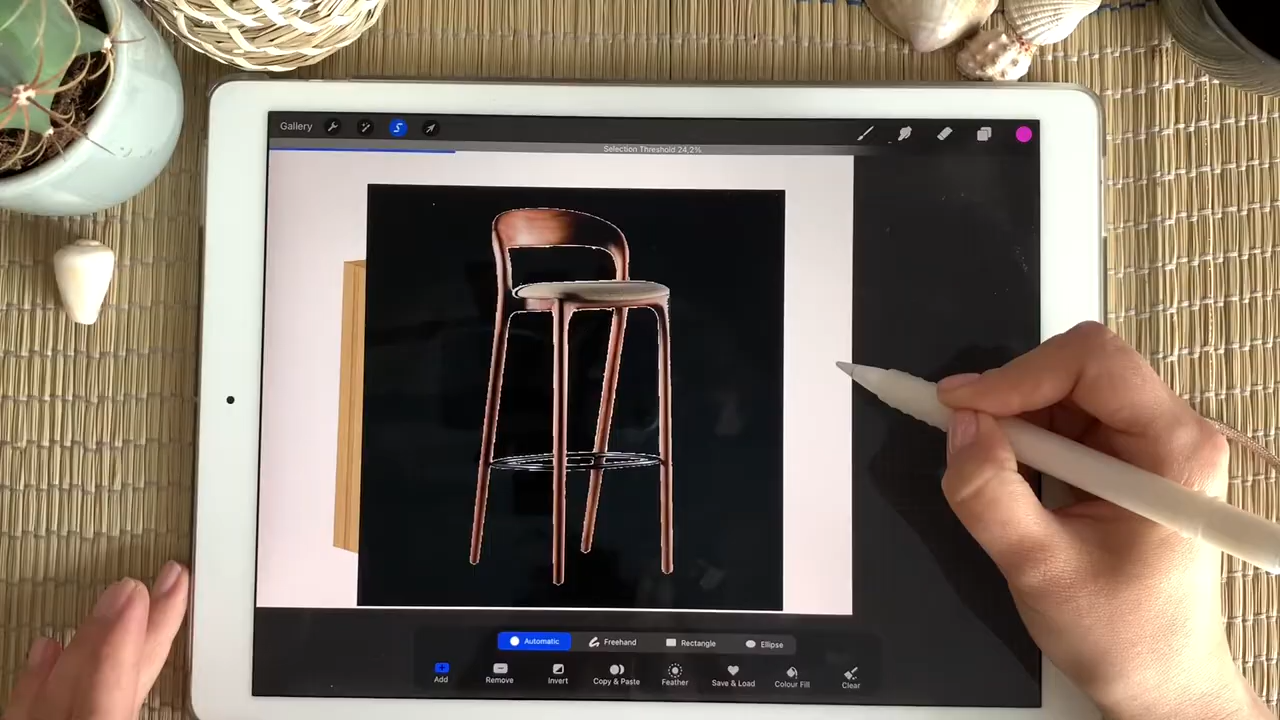 Gallery
Selection Threshold 24,2%
Automatic Freehand Rectangle Ellipse
Add Remove Invert Copy & Paste Feather Save & Load Colour Fill Clear